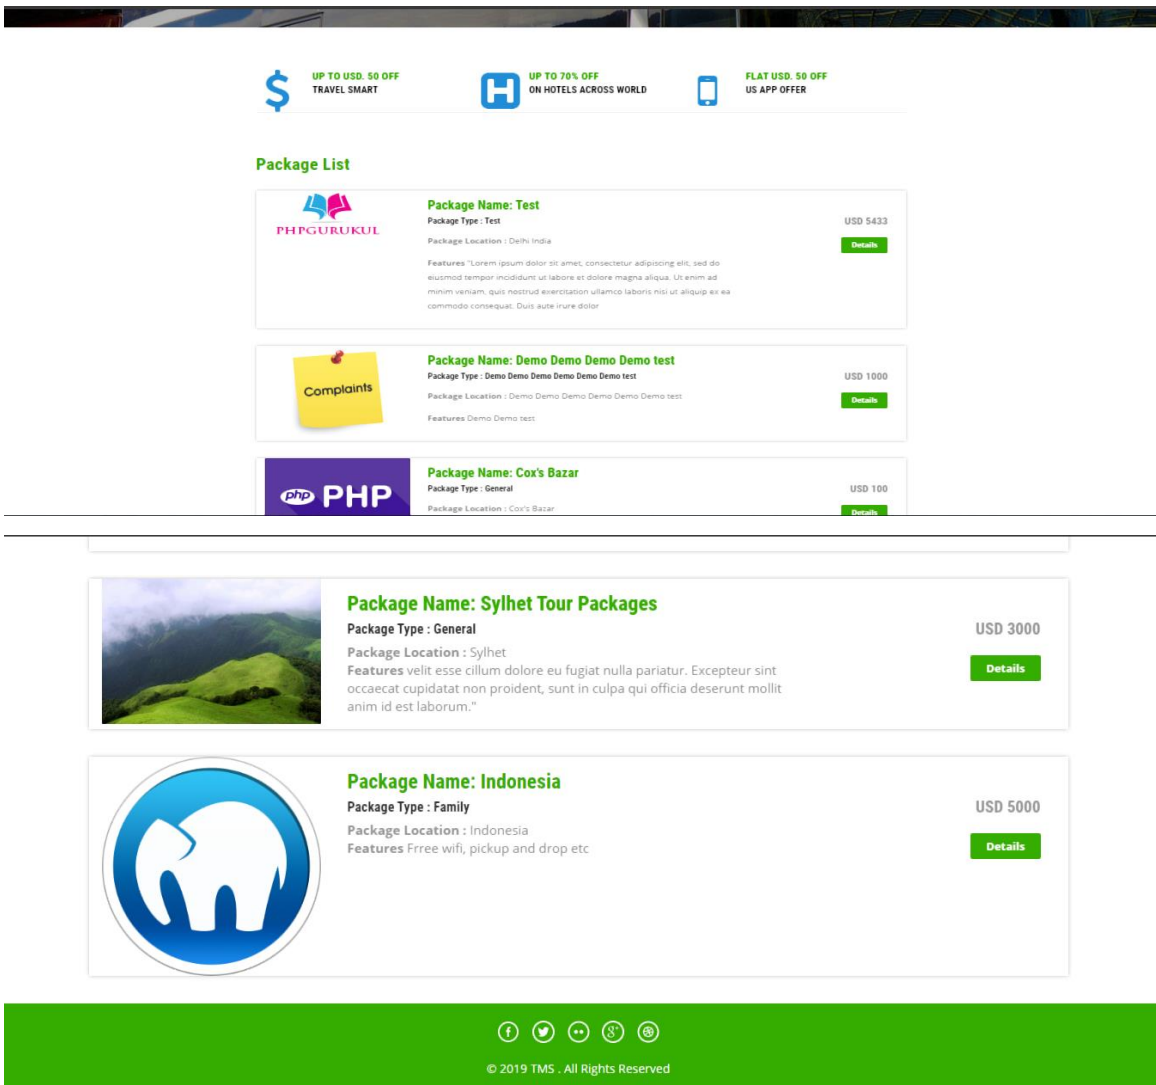 UP TO USD. 50 OFF
TRAVEL SMART
UP TO 70% OFF
ON HOTELS ACROSS WORLD
FLAT USD. 50 OFF
US APP OFFER
Package List
PHPGURUKUL
Package Name: Test
Package Type : Test
Package Location : Delhi India
Features "Lorem ipsum dolor sit amet, consectetur adipiscing elit, sed do
eiusmod tempor incididunt ut labore et dolore magna aliqua. Ut enim ad
minim veniam, quis nostrud exercitation ullamco laboris nisi ut aliquip ex ea
commodo consequat. Duis aute irure dolor
USD 5433
Details
Complaints
Package Name: Demo Demo Demo Demo test
Package Type : Demo Demo Demo Demo Demo Demo test
Package Location : Demo Demo Demo Demo Demo Demo Demo test
Features Demo Demo test
USD 1000
Details
php PHP
Package Name: Cox's Bazar
Package Type : General
Package Location : Cox's Bazar
USD 100
Details
Package Name: Sylhet Tour Packages
Package Type : General
Package Location : Sylhet
Features velit esse cillum dolore eu fugiat nulla pariatur. Excepteur sint
occaecat cupidatat non proident, sunt in culpa qui officia deserunt mollit
anim id est laborum."
USD 3000
Details
Package Name: Indonesia
Package Type : Family
Package Location : Indonesia
Features Frree wifi, pickup and drop etc
USD 5000
Details
© 2019 TMS . All Rights Reserved